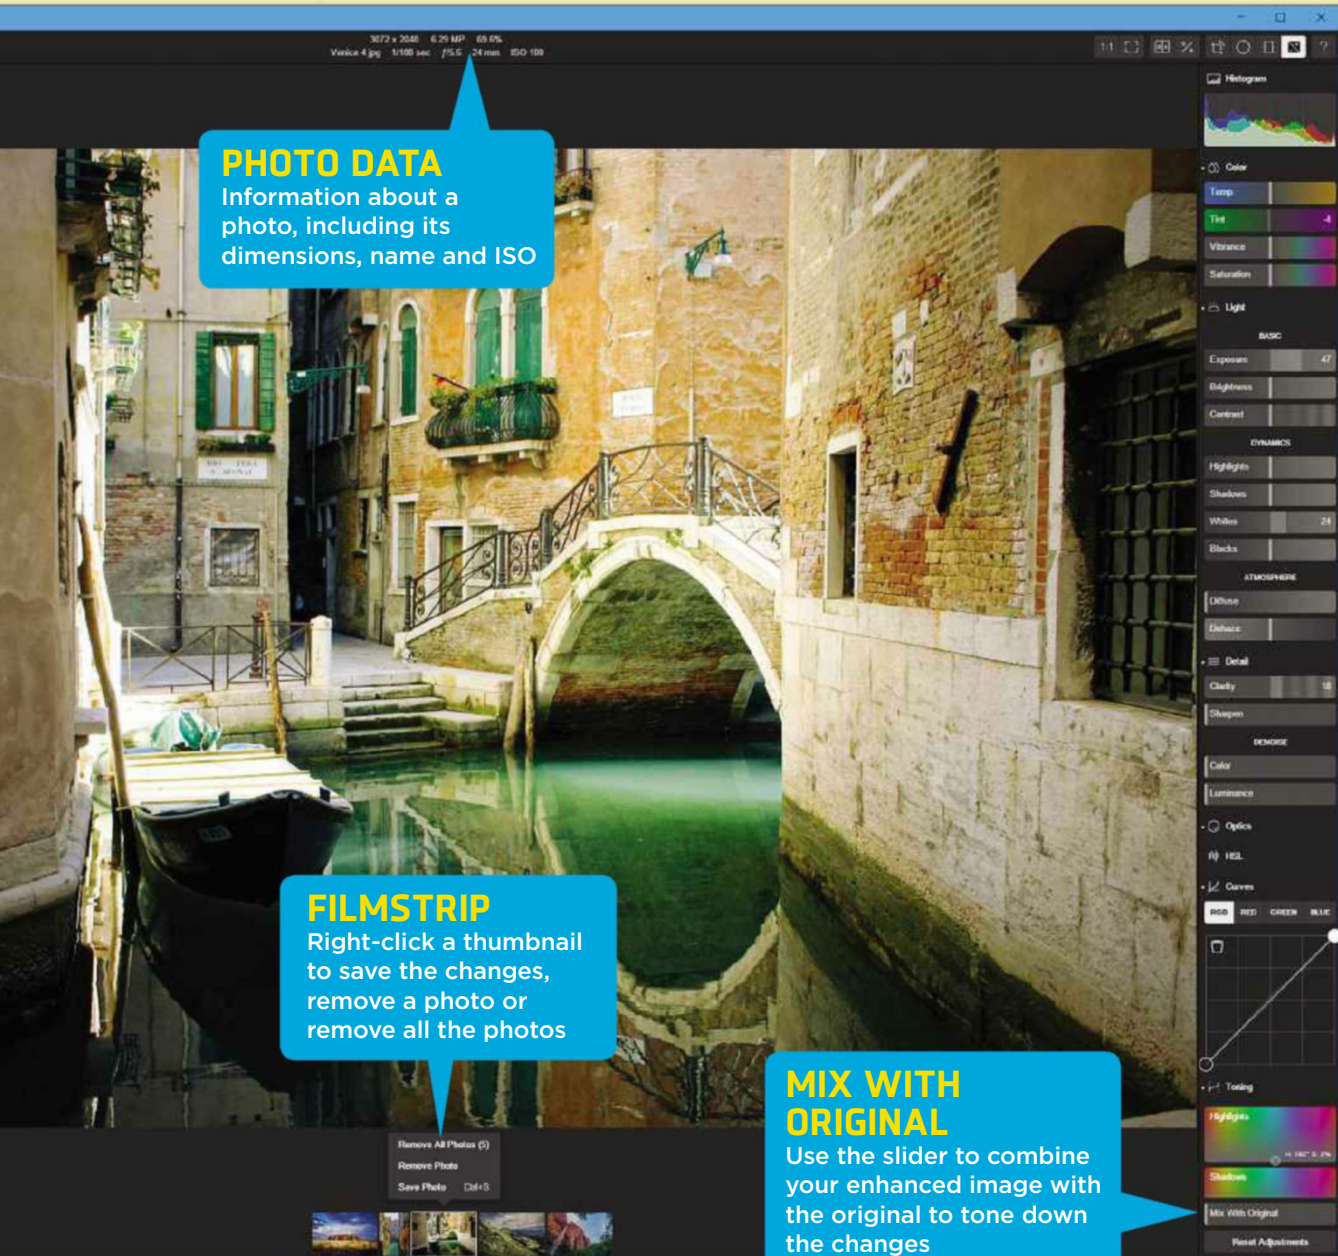 3072 x 2048 6.29 MP 69.6%
Venice 4.jpg 1/100 sec ƒ/5.6 24 mm ISO 100
1:1
?
Histogram
PHOTO DATA
Information about a
photo, including its
dimensions, name and ISO
Color
Temp
Tint
Vibrance
Saturation
Light
BASIC
Exposure 47
Brightness
Contrast
DYNAMICS
Highlights
Shadows
Whites 24
Blacks
ATMOSPHERE
Diffuse
Dehaze
Detail
Clarity 18
Sharpen
DENOISE
Color
Luminance
Optics
HSL
Curves
RGB RED GREEN BLUE
Toning
Highlights
Shadows
Mix With Original
Reset Adjustments
FILMSTRIP
Right-click a thumbnail
to save the changes,
remove a photo or
remove all the photos
Remove All Photos (5)
Remove Photo
Save Photo Ctrl+S
MIX WITH
ORIGINAL
Use the slider to combine
your enhanced image with
the original to tone down
the changes